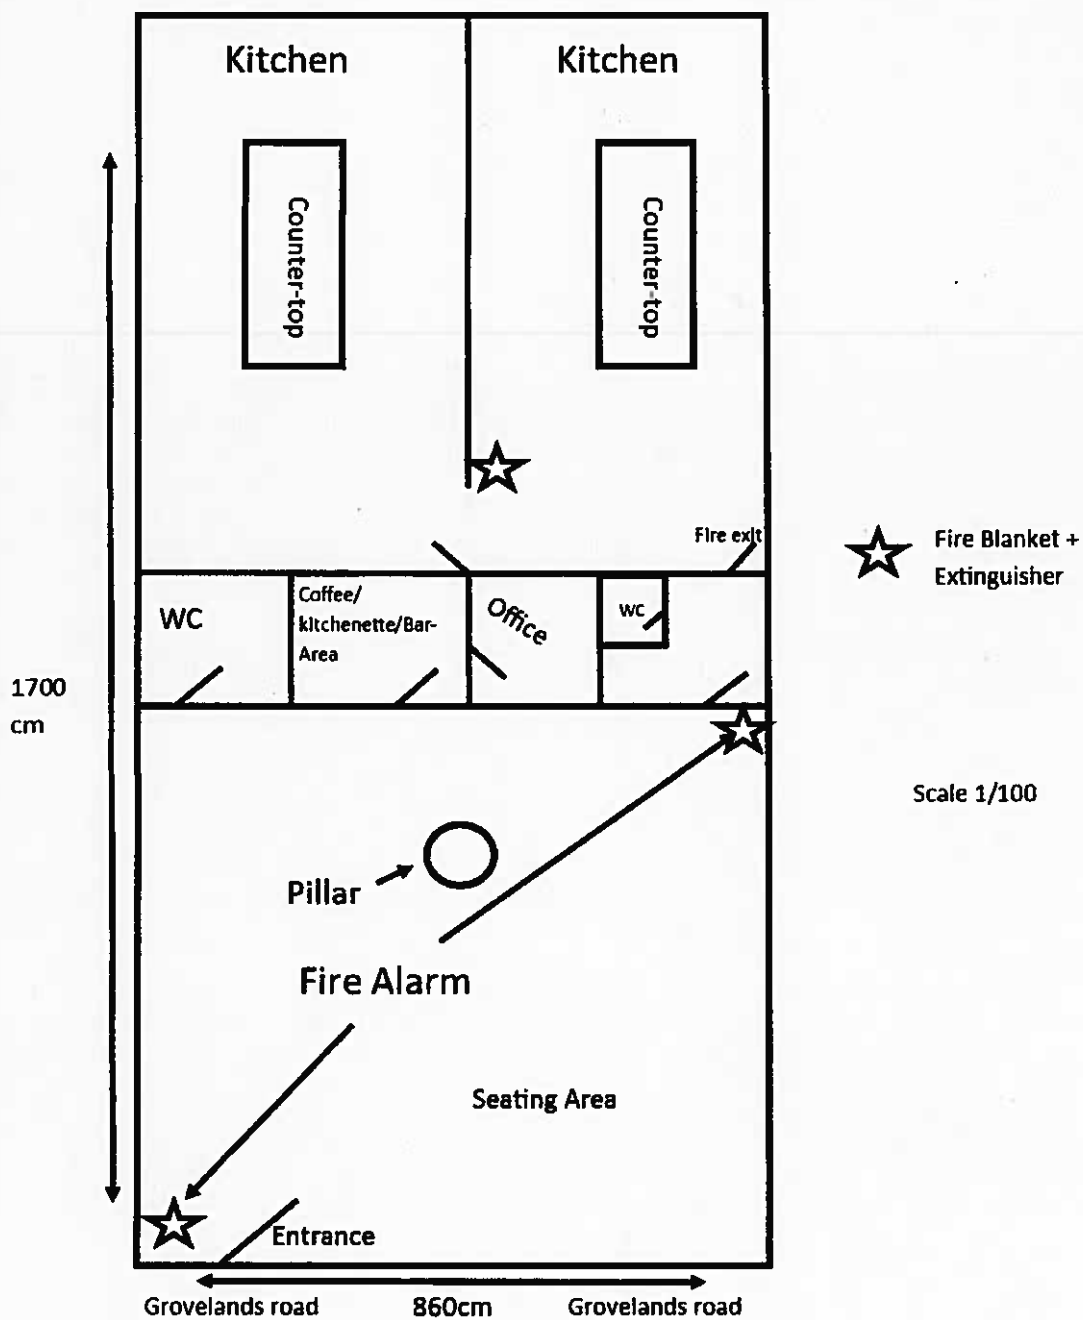 Kitchen
Kitchen
Counter-top
Counter-top
Fire exit
Fire Blanket +
Extinguisher
WC
Coffee/
kitchenette/Bar-
Area
Office
WC
1700
cm
Scale 1/100
Pillar
Fire Alarm
Seating Area
Entrance
Grovelands road
860cm
Grovelands road